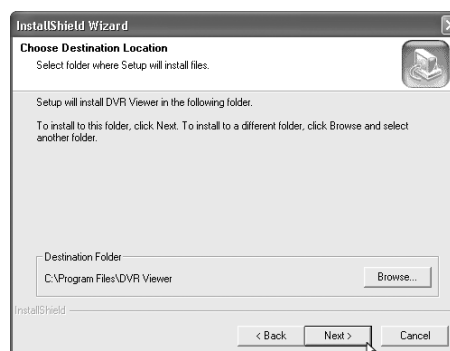 InstallShield Wizard
Choose Destination Location
Select folder where Setup will install files.
Setup will install DVR Viewer in the following folder.
To install to this folder, click Next. To install to a different folder, click Browse and select
another folder.
Destination Folder
C:\Program Files\DVR Viewer
Browse...
InstallShield
< Back
Next >
Cancel